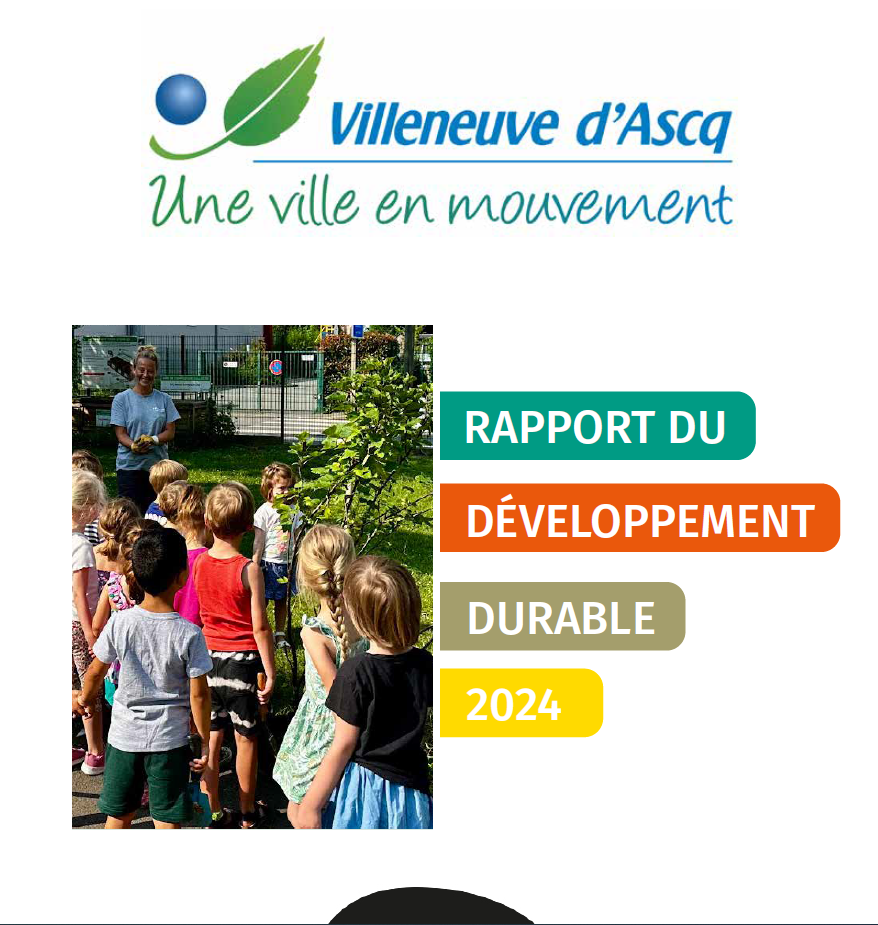 Villeneuve d'Ascq
Une ville en mouvement
RAPPORT DU
DÉVELOPPEMENT
DURABLE
2024